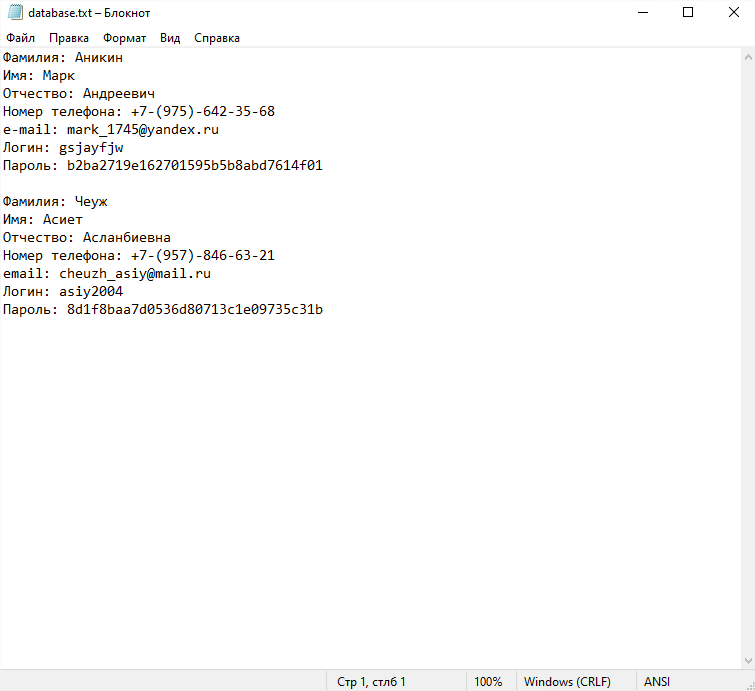 database.txt – Блокнот
Файл Правка Формат Вид Справка
Фамилия: Аникин
Имя: Марк
Отчество: Андреевич
Номер телефона: +7-(975)-642-35-68
e-mail: mark_1745@yandex.ru
Логин: gsjayfjw
Пароль: b2ba2719e162701595b5b8abd7614f01
Фамилия: Чеуж
Имя: Асиет
Отчество: Асланбиевна
Номер телефона: +7-(957)-846-63-21
email: cheuzh_asiy@mail.ru
Логин: asiy2004
Пароль: 8d1f8baa7d0536d80713c1e09735c31b
Стр 1, стлб 1 100% Windows (CRLF) ANSI